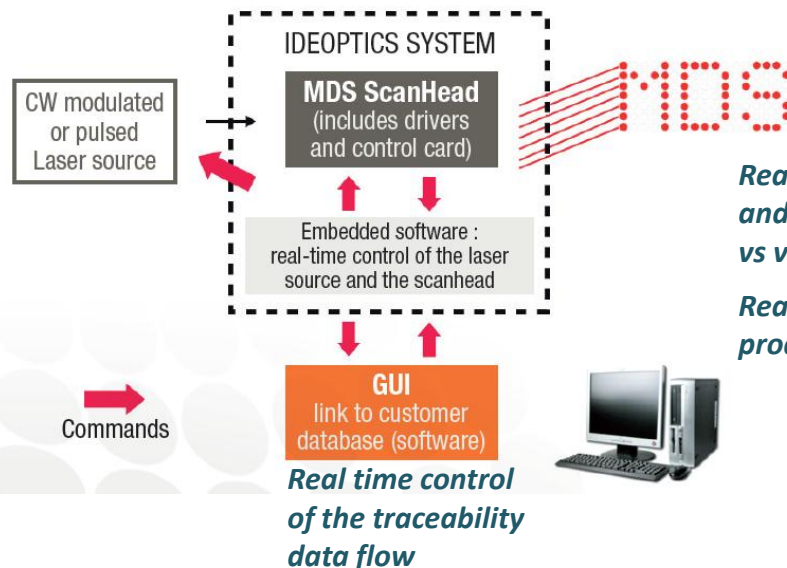 IDEOPTICS SYSTEM
CW modulated
or pulsed
Laser source
MDS ScanHead
(includes drivers
and control card)
MDS
Embedded software :
real-time control of the laser
source and the scanhead
and
vs
Commands
GUI
link to customer
database (software)
Real time control
of the traceability
data flow